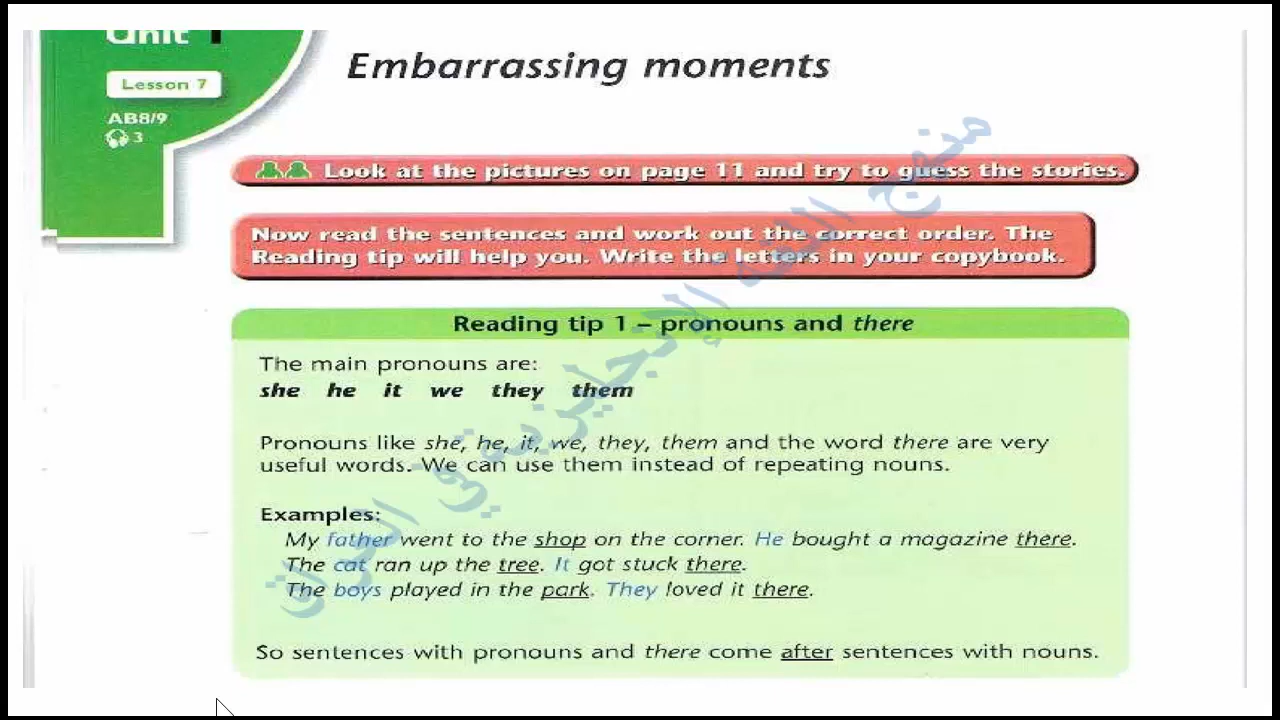 Unit 1
Lesson 7
AB8/9
3
Embarrassing moments
Look at the pictures on page 11 and try to guess the stories.
Now read the sentences and work out the correct order. The
Reading tip will help you. Write the letters in your copybook.
Reading tip 1 – pronouns and there
The main pronouns are:
she he it we they them
Pronouns like she, he, it, we, they, them and the word there are very
useful words. We can use them instead of repeating nouns.
Examples:
My father went to the shop on the corner. He bought a magazine there.
The cat ran up the tree. It got stuck there.
The boys played in the park. They loved it there.
So sentences with pronouns and there come after sentences with nouns.
منهج اللغة الإنجليزية في العراق